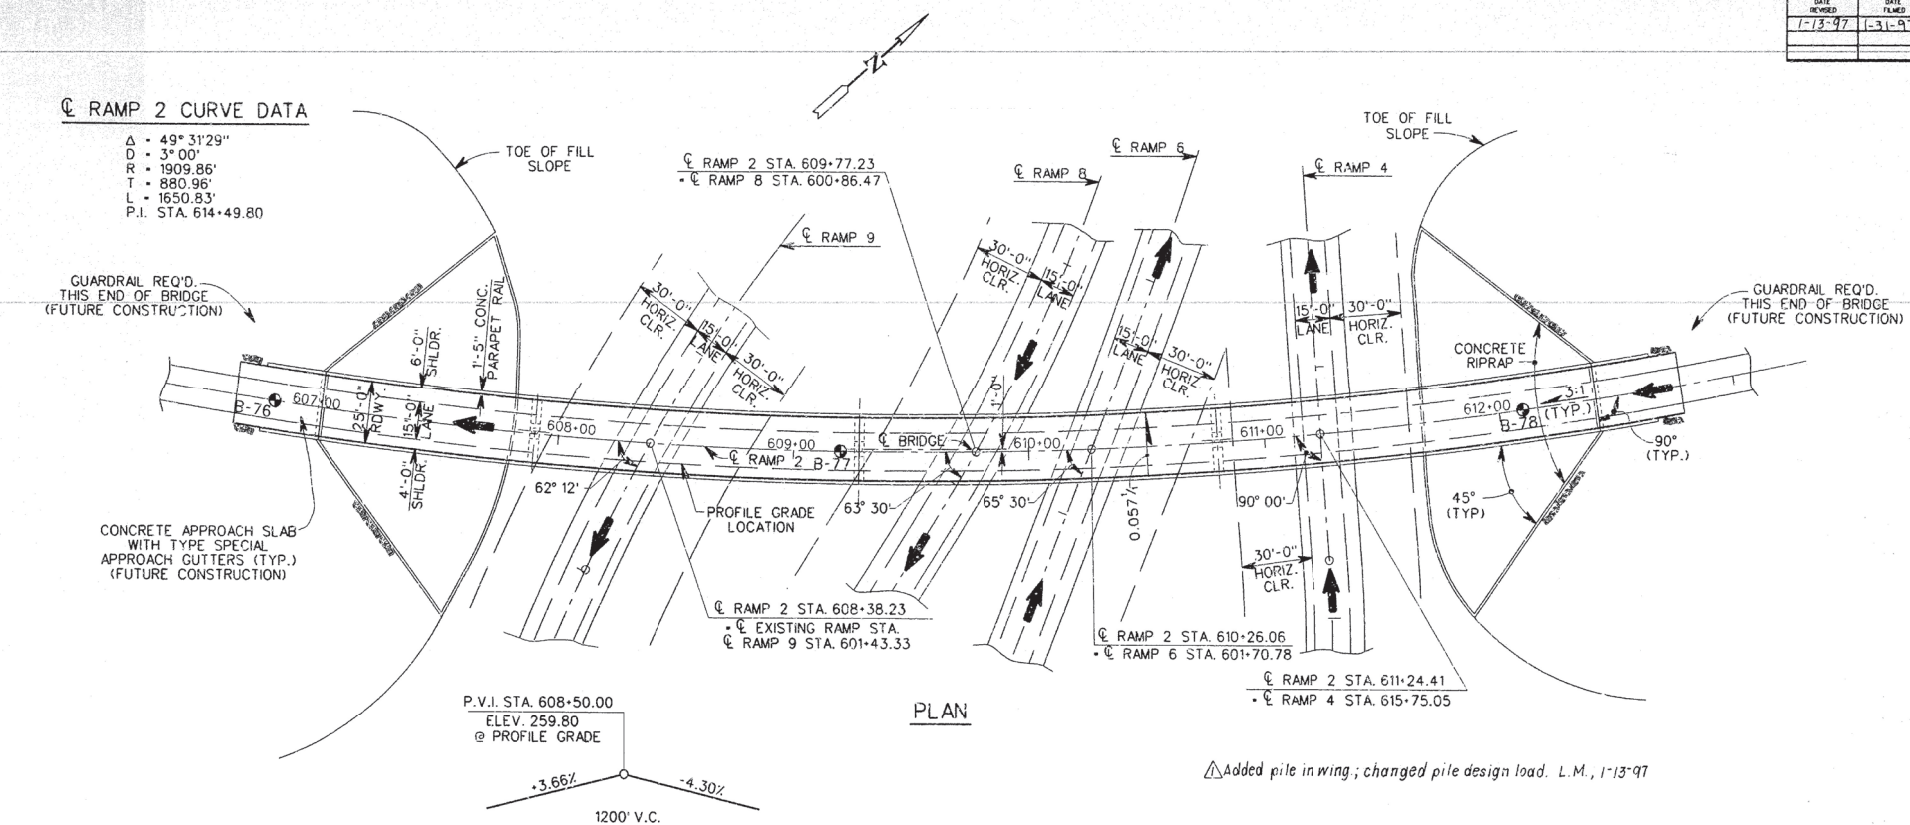 DATE REVISED
DATE FILMED
1-13-97
1-31-9
N
℄ RAMP 2 CURVE DATA
Δ = 49° 31'29"
D = 3° 00'
R = 1909.86'
T = 880.96'
L = 1650.83'
P.I. STA. 614+49.80
TOE OF FILL
SLOPE
℄ RAMP 2 STA. 609+77.23
= ℄ RAMP 8 STA. 600+86.47
℄ RAMP 8
℄ RAMP 6
℄ RAMP 4
TOE OF FILL
SLOPE
℄ RAMP 9
GUARDRAIL REQ'D.
THIS END OF BRIDGE
(FUTURE CONSTRUCTION)
GUARDRAIL REQ'D.
THIS END OF BRIDGE
(FUTURE CONSTRUCTION)
6'-0"
SHLDR.
1'-5" CONC.
PARAPET RAIL
30'-0"
HORIZ.
CLR.
15'-0"
LANE
30'-0"
HORIZ.
CLR.
30'-0"
HORIZ.
CLR.
15'-0"
LANE
15'-0"
LANE
30'-0"
HORIZ.
CLR.
15'-0"
LANE
30'-0"
HORIZ.
CLR.
CONCRETE
RIPRAP
3:1
(TYP.)
B-76
607+00
25'-0"
RDWY.
15'-0"
LANE
4'-0"
SHLDR.
608+00
609+00
℄ RAMP 2
B-77
℄ BRIDGE
1'-0"
610+00
611+00
612+00
B-78
90°
(TYP.)
62° 12'
PROFILE GRADE
LOCATION
63° 30'
65° 30'
0.057'/'
90° 00'
45°
(TYP)
30'-0"
HORIZ.
CLR.
CONCRETE APPROACH SLAB
WITH TYPE SPECIAL
APPROACH GUTTERS (TYP.)
(FUTURE CONSTRUCTION)
℄ RAMP 2 STA. 608+38.23
= ℄ EXISTING RAMP STA.
℄ RAMP 9 STA. 601+43.33
℄ RAMP 2 STA. 610+26.06
= ℄ RAMP 6 STA. 601+70.78
℄ RAMP 2 STA. 611+24.41
= ℄ RAMP 4 STA. 615+75.05
P.V.I. STA. 608+50.00
ELEV. 259.80
@ PROFILE GRADE
+3.66%
-4.30%
1200' V.C.
PLAN
1 Added pile in wing.; changed pile design load. L.M., 1-13-97